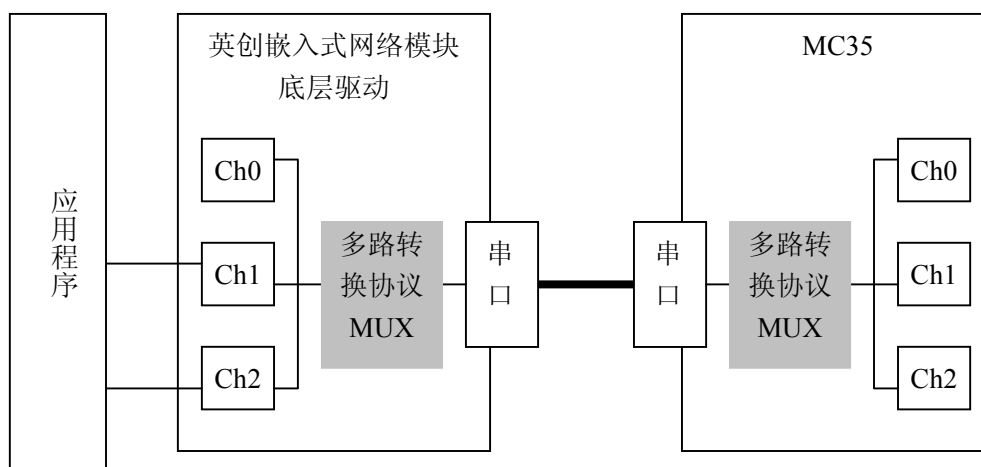 应用程序
英创嵌入式网络模块
底层驱动
Ch0
Ch1
Ch2
多路转
换协议
MUX
串口
串口
MC35
多路转
换协议
MUX
Ch0
Ch1
Ch2